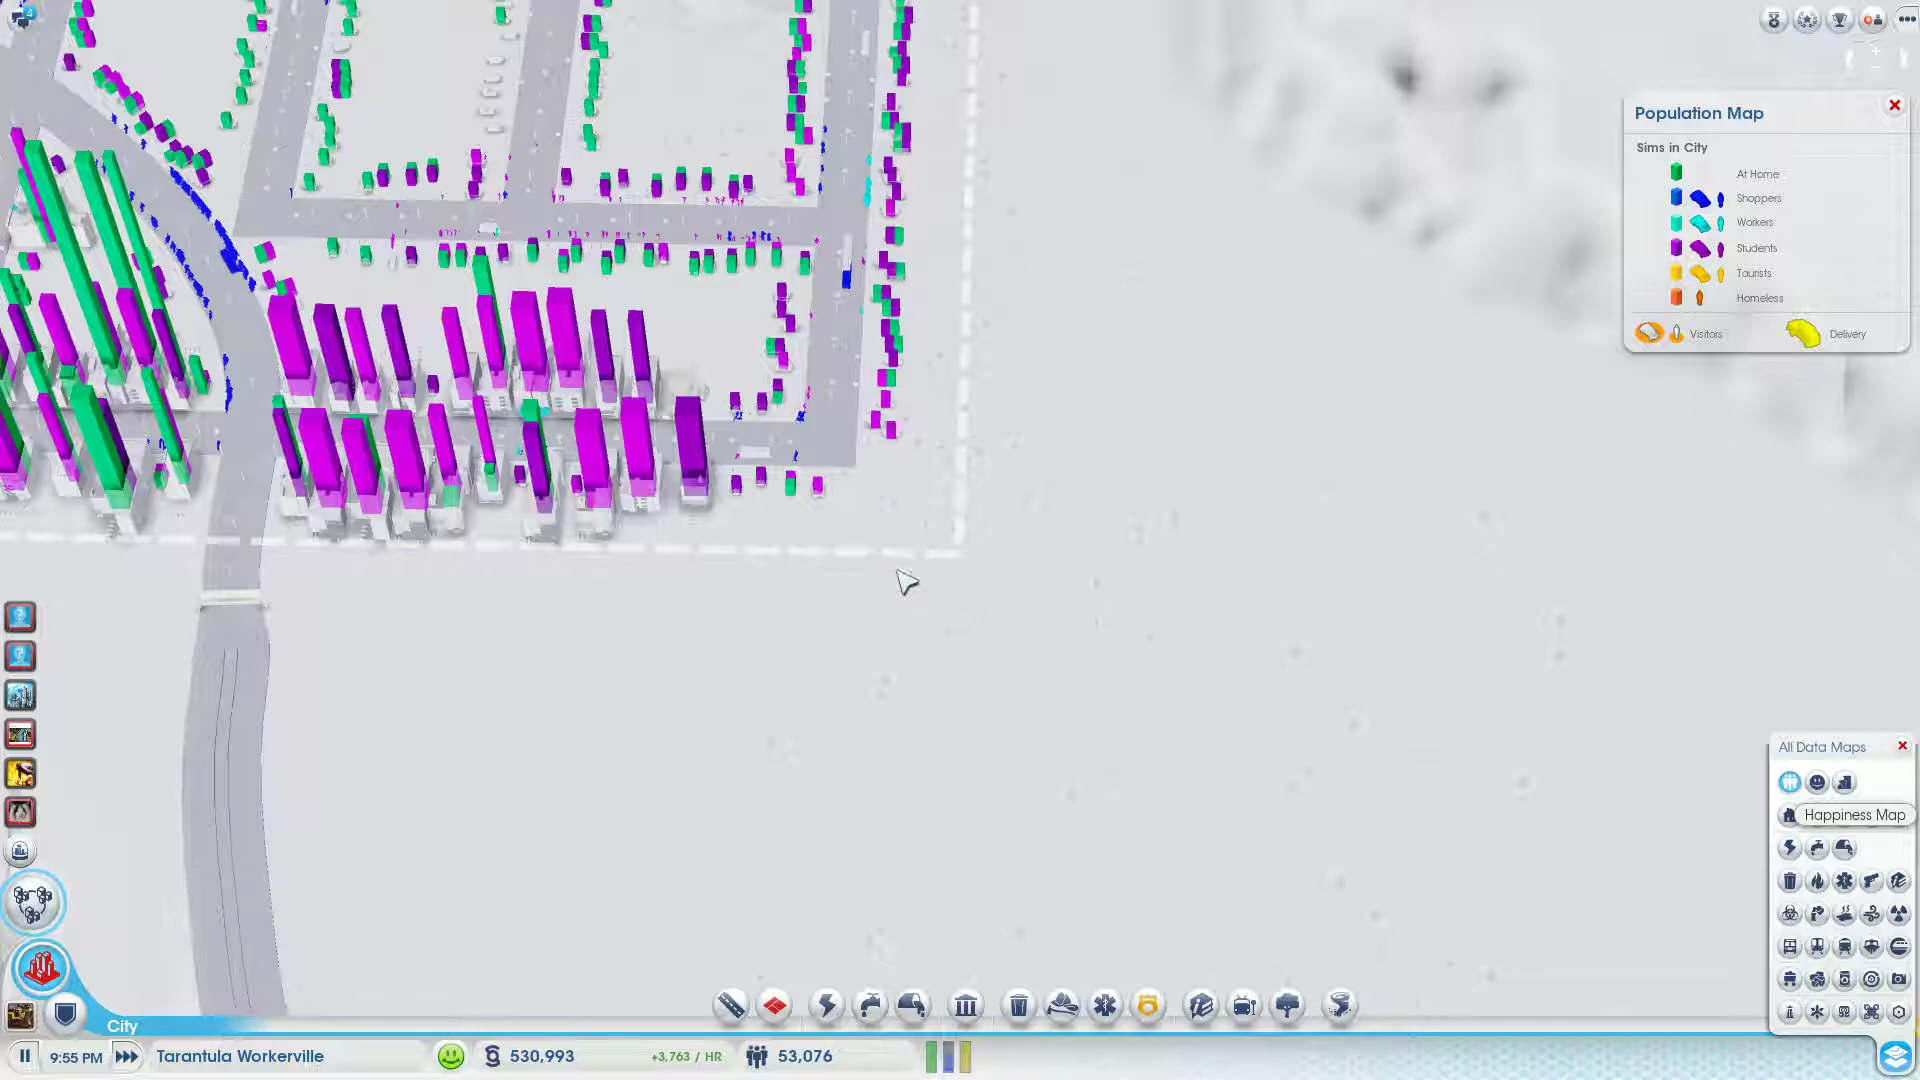 4
Population Map
Sims in City
At Home
Shoppers
Workers
Students
Tourists
Homeless
Visitors
Delivery
All Data Maps
Happiness Map
City
9:55 PM
Tarantula Workerville
530,993
+3,763 / HR
53,076